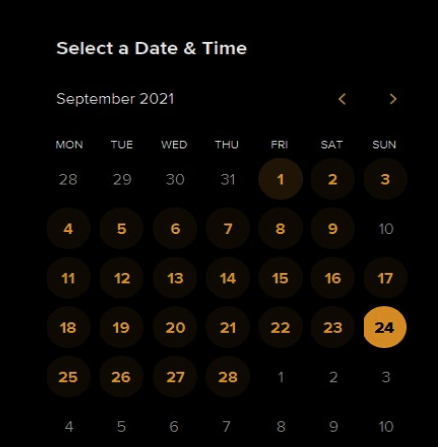 Select a Date & Time
September 2021
MON TUE WED THU FRI SAT SUN
28 29 30 31 1 2 3
4 5 6 7 8 9 10
11 12 13 14 15 16 17
18 19 20 21 22 23 24
25 26 27 28 1 2 3
4 5 6 7 8 9 10